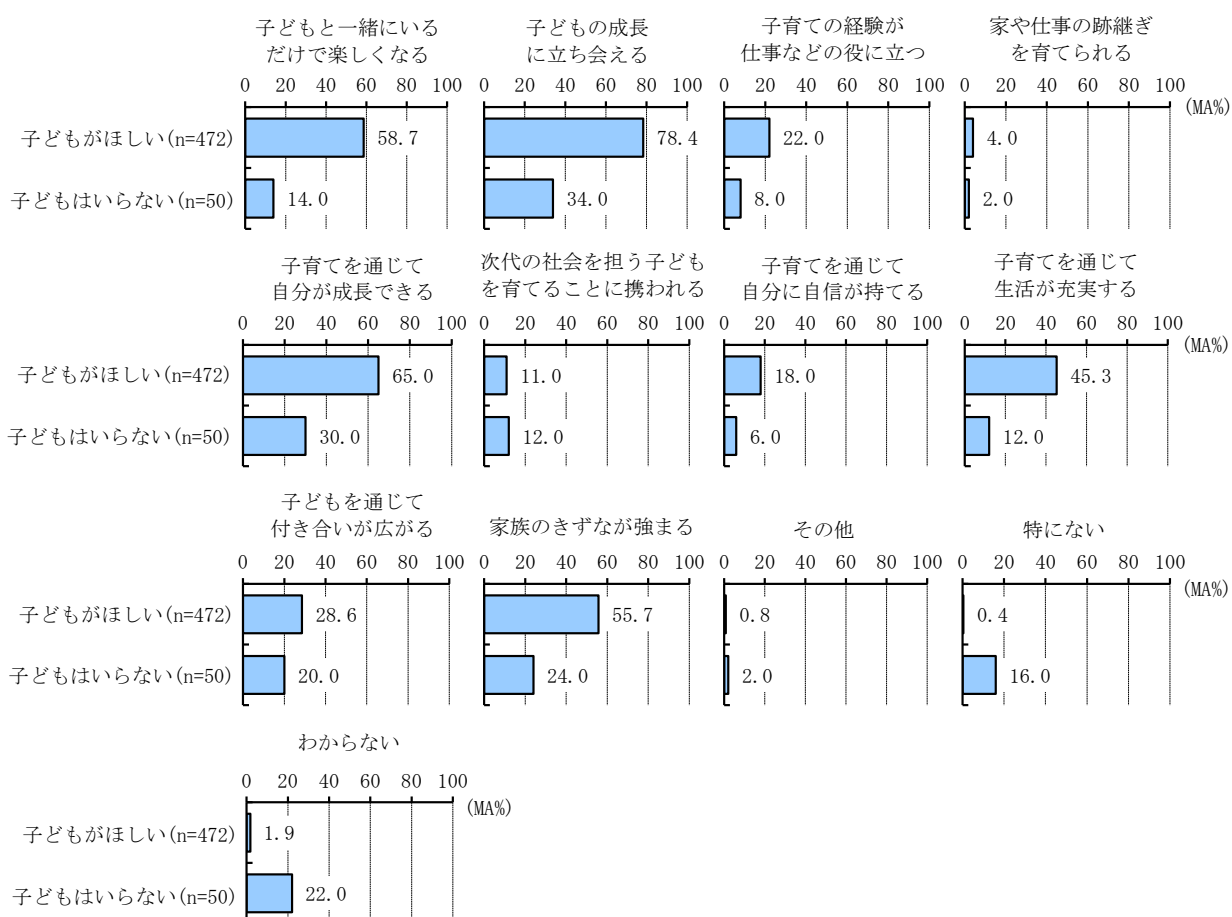 子どもと一緒にいる
だけで楽しくなる
子どもの成長
に立ち会える
子育ての経験が
仕事などの役に立つ
家や仕事の跡継ぎ
を育てられる
0 20 40 60 80 100
0 20 40 60 80 100
0 20 40 60 80 100
0 20 40 60 80 100
(MA%)
子どもがほしい(n=472)
58.7
78.4
22.0
4.0
子どもはいらない(n=50)
14.0
34.0
8.0
2.0
子育てを通じて
自分が成長できる
次代の社会を担う子ども
を育てることに携われる
子育てを通じて
自分に自信が持てる
子育てを通じて
生活が充実する
0 20 40 60 80 100
0 20 40 60 80 100
0 20 40 60 80 100
0 20 40 60 80 100
(MA%)
子どもがほしい(n=472)
65.0
11.0
18.0
45.3
子どもはいらない(n=50)
30.0
12.0
6.0
12.0
子どもを通じて
付き合いが広がる
家族のきずなが強まる
その他
特にない
0 20 40 60 80 100
0 20 40 60 80 100
0 20 40 60 80 100
0 20 40 60 80 100
(MA%)
子どもがほしい(n=472)
28.6
55.7
0.8
0.4
子どもはいらない(n=50)
20.0
24.0
2.0
16.0
わからない
0 20 40 60 80 100
(MA%)
子どもがほしい(n=472)
1.9
子どもはいらない(n=50)
22.0